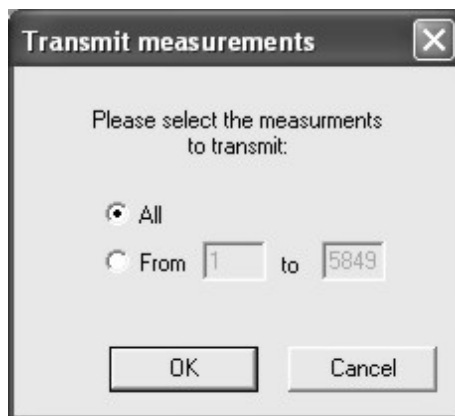 Transmit measurements
Please select the measurments
to transmit:
All
From 1 to 5849
OK Cancel